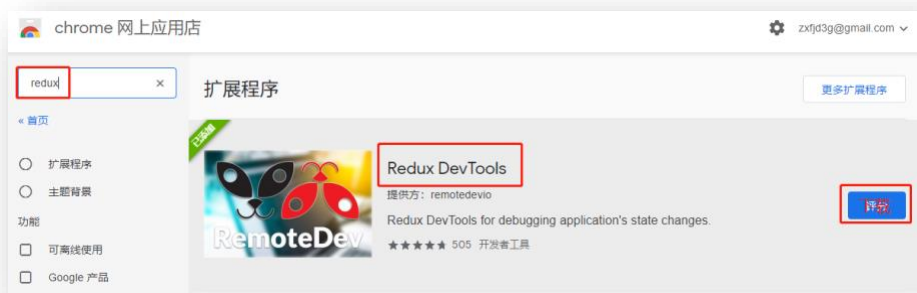 chrome 网上应用店
zxfjd3g@gmail.com
redux
×
« 首页
扩展程序
主题背景
功能
可离线使用
Google 产品
扩展程序
更多扩展程序
已添加
RemoteDev
Redux DevTools
提供方：remotedevio
Redux DevTools for debugging application's state changes.
505 开发者工具